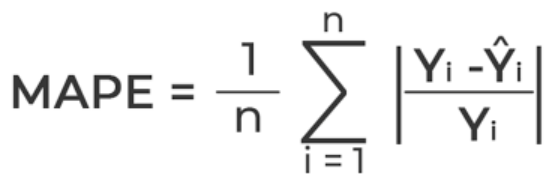 MAPE = 1/n ∑ i = 1 n | Yi - Ŷi / Yi |